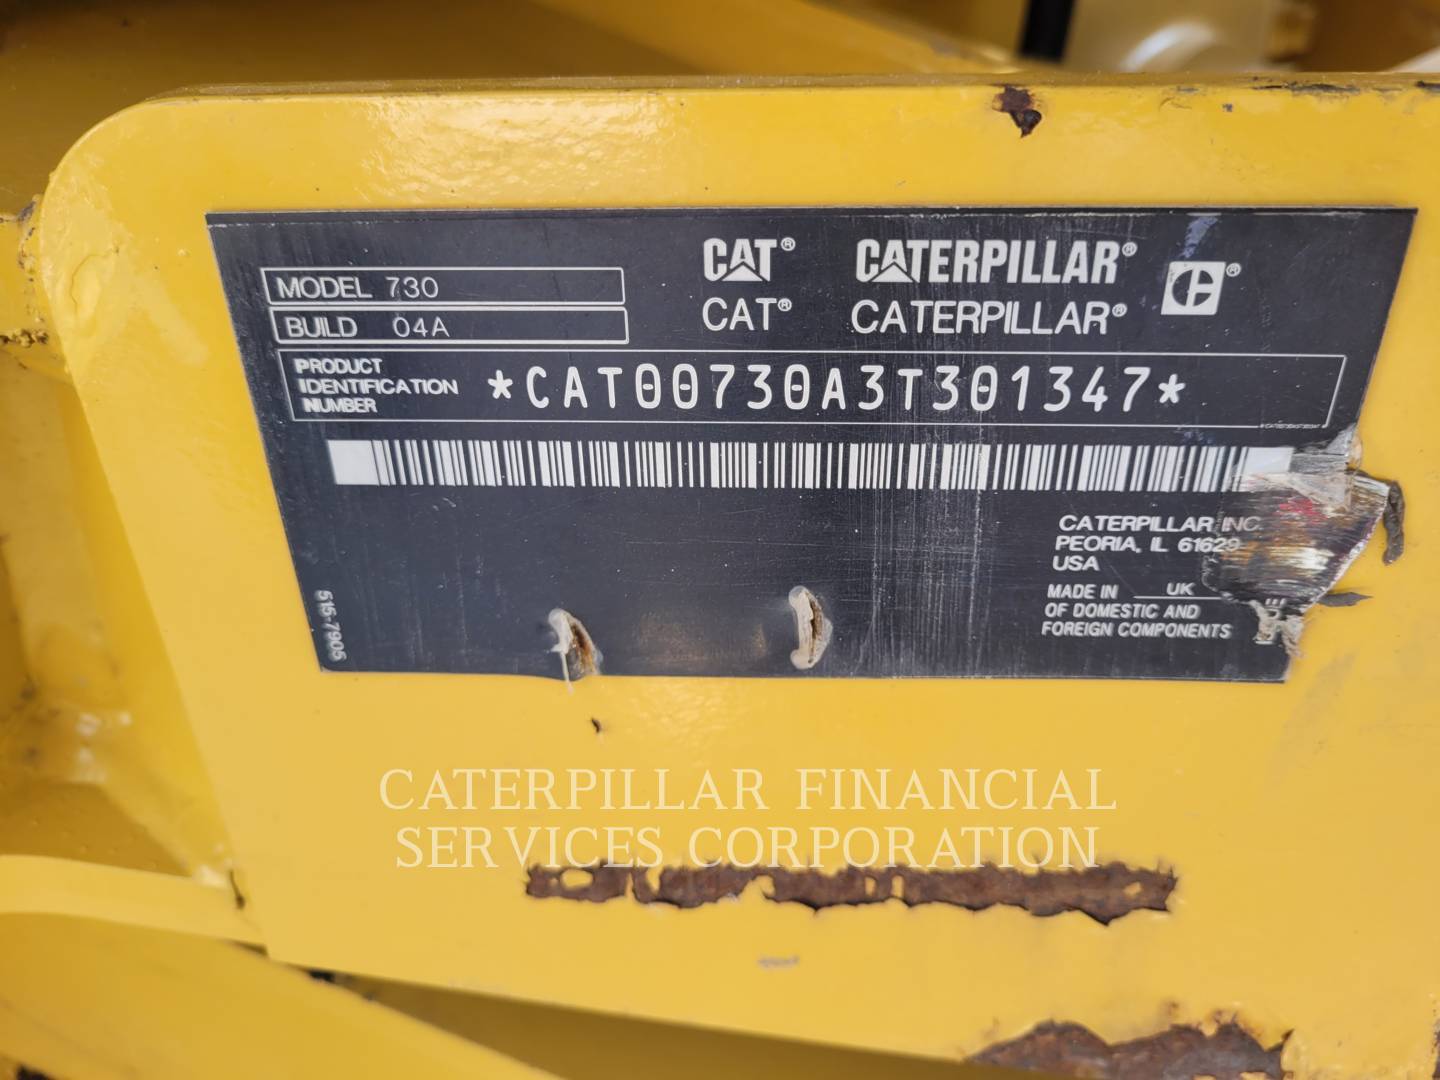 CAT® CATERPILLAR®
CAT® CATERPILLAR®
MODEL 730
BUILD 04A
PRODUCT
IDENTIFICATION
NUMBER
*CAT00730A3T301347*
CATERPILLAR INC
PEORIA, IL 61629
USA
MADE IN UK
OF DOMESTIC AND
FOREIGN COMPONENTS
515-7905
CATERPILLAR FINANCIAL
SERVICES CORPORATION